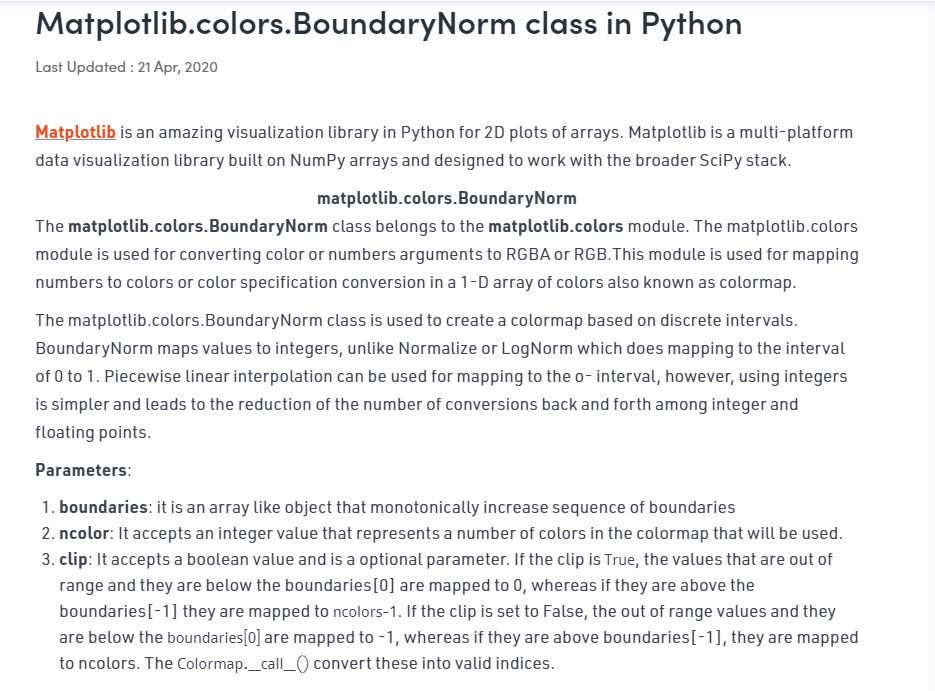 Matplotlib.colors.BoundaryNorm class in Python
Last Updated : 21 Apr, 2020
Matplotlib is an amazing visualization library in Python for 2D plots of arrays. Matplotlib is a multi-platform
data visualization library built on NumPy arrays and designed to work with the broader SciPy stack.
matplotlib.colors.BoundaryNorm
The matplotlib.colors.BoundaryNorm class belongs to the matplotlib.colors module. The matplotlib.colors
module is used for converting color or numbers arguments to RGBA or RGB.This module is used for mapping
numbers to colors or color specification conversion in a 1-D array of colors also known as colormap.
The matplotlib.colors.BoundaryNorm class is used to create a colormap based on discrete intervals.
BoundaryNorm maps values to integers, unlike Normalize or LogNorm which does mapping to the interval
of 0 to 1. Piecewise linear interpolation can be used for mapping to the o- interval, however, using integers
is simpler and leads to the reduction of the number of conversions back and forth among integer and
floating points.
Parameters:
1. boundaries: it is an array like object that monotonically increase sequence of boundaries
2. ncolor: It accepts an integer value that represents a number of colors in the colormap that will be used.
3. clip: It accepts a boolean value and is a optional parameter. If the clip is True, the values that are out of
range and they are below the boundaries[0] are mapped to 0, whereas if they are above the
boundaries[-1] they are mapped to ncolors-1. If the clip is set to False, the out of range values and they
are below the boundaries[0] are mapped to -1, whereas if they are above boundaries[-1], they are mapped
to ncolors. The Colormap.__call__() convert these into valid indices.